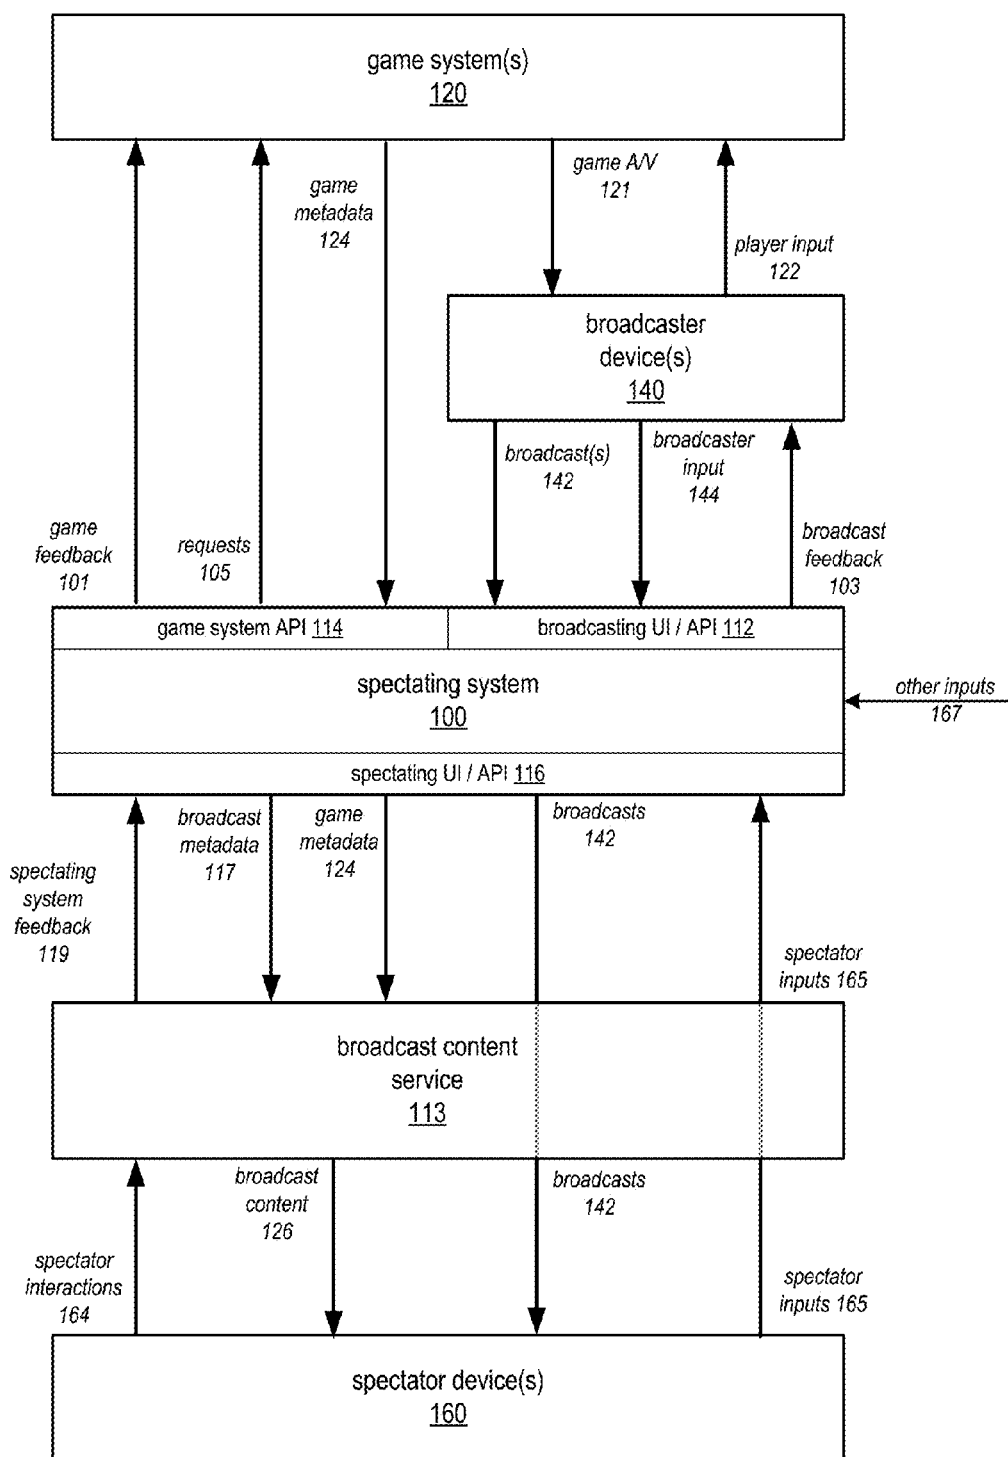 game system(s)
120
game
metadata
124
game A/V
121
player input
122
broadcaster
device(s)
140
broadcast(s)
142
broadcaster
input
144
broadcast
feedback
103
game
feedback
101
requests
105
game system API 114
broadcasting UI / API 112
spectating system
100
other inputs
167
spectating UI / API 116
broadcast
metadata
117
game
metadata
124
broadcasts
142
spectating
system
feedback
119
spectator
inputs 165
broadcast content
service
113
broadcast
content
126
broadcasts
142
spectator
interactions
164
spectator
inputs 165
spectator device(s)
160